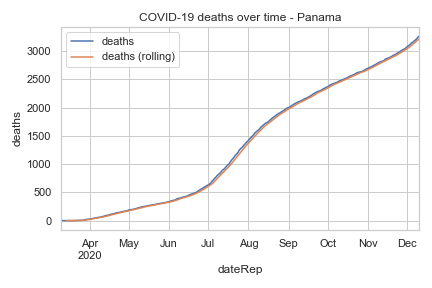 COVID-19 deaths over time - Panama
deaths
deaths (rolling)
deaths
3000
2500
2000
1500
1000
500
0
Apr May Jun Jul Aug Sep Oct Nov Dec
2020
dateRep